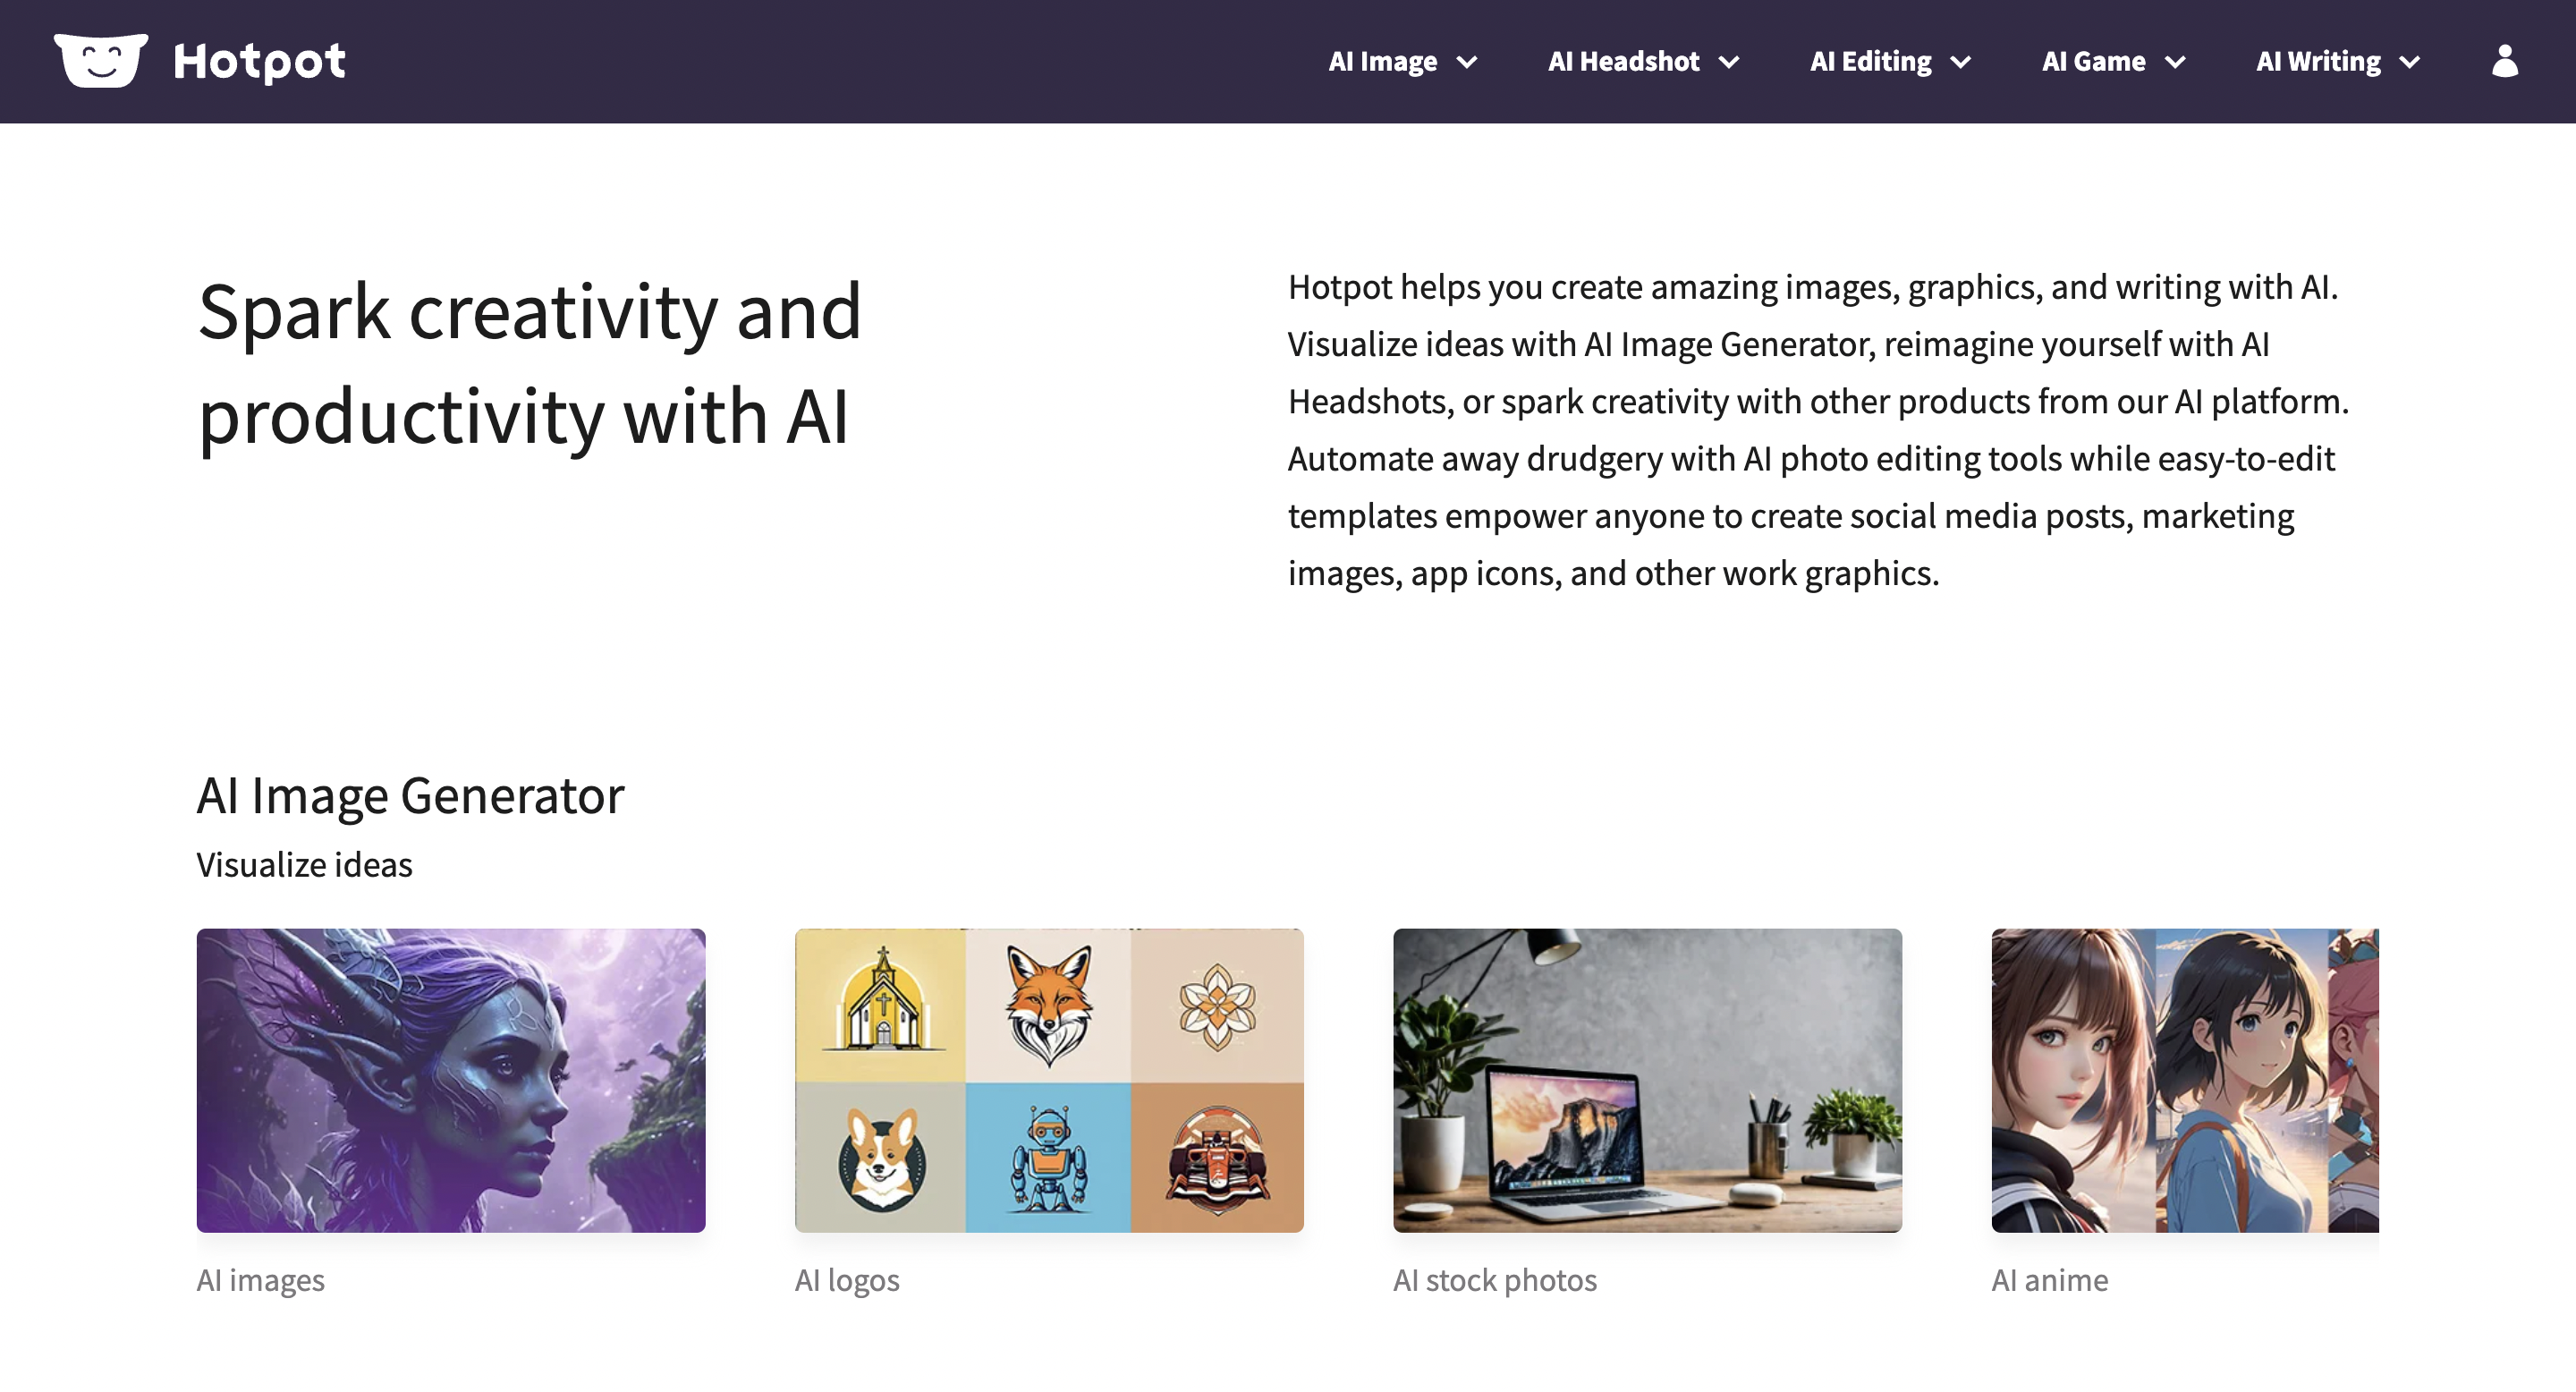 Hotpot
AI Image
AI Headshot
AI Editing
AI Game
AI Writing
Spark creativity and
productivity with AI
Hotpot helps you create amazing images, graphics, and writing with AI.
Visualize ideas with AI Image Generator, reimagine yourself with AI
Headshots, or spark creativity with other products from our AI platform.
Automate away drudgery with AI photo editing tools while easy-to-edit
templates empower anyone to create social media posts, marketing
images, app icons, and other work graphics.
AI Image Generator
Visualize ideas
AI images
AI logos
AI stock photos
AI anime